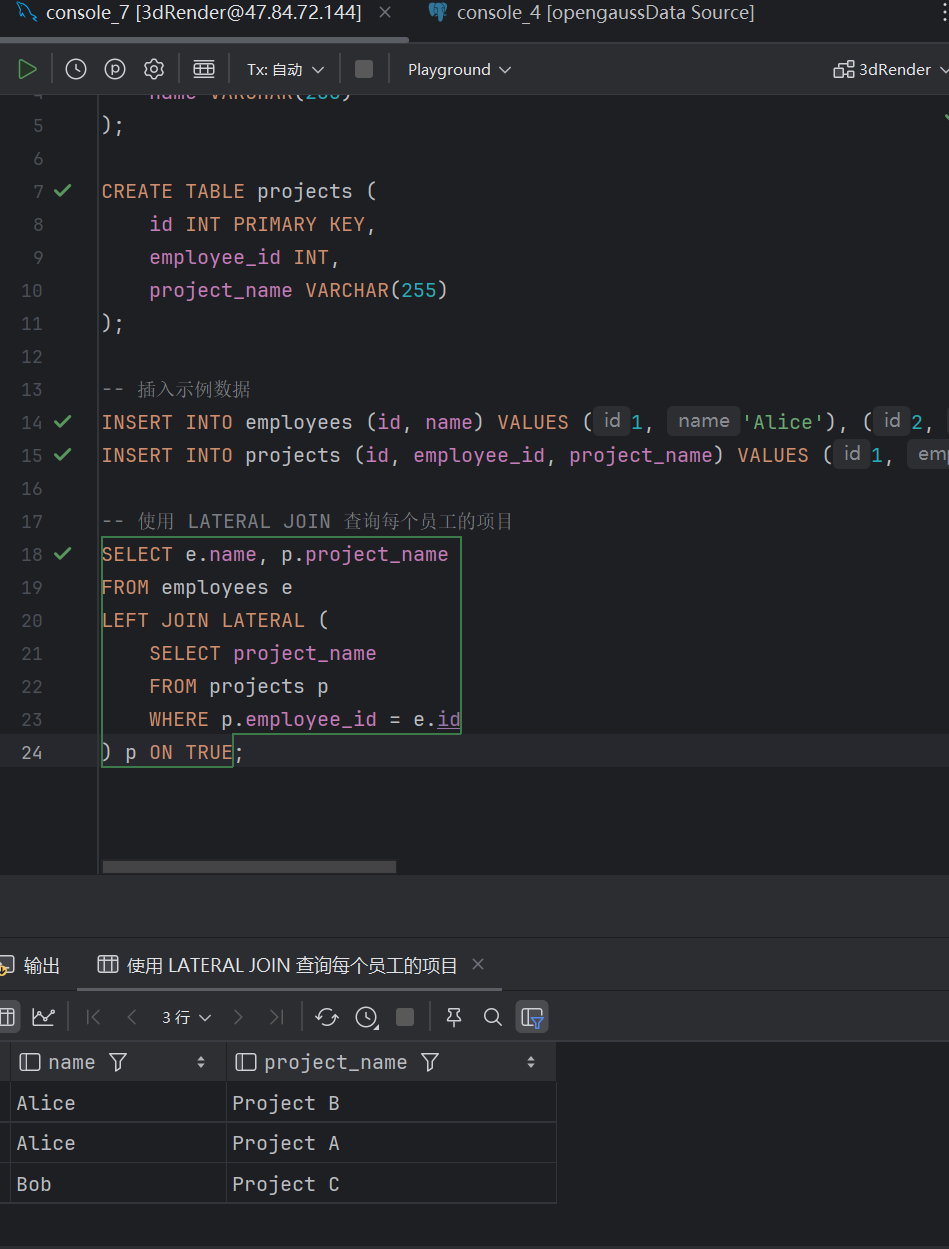 console_7 [3dRender@47.84.72.144] console_4 [opengaussData Source]
Tx: 自动 Playground 3dRender
4 name VARCHAR(255)
5 );
6
7 CREATE TABLE projects (
8 id INT PRIMARY KEY,
9 employee_id INT,
10 project_name VARCHAR(255)
11 );
12
13 -- 插入示例数据
14 INSERT INTO employees (id, name) VALUES ( id 1, name 'Alice'), ( id 2,
15 INSERT INTO projects (id, employee_id, project_name) VALUES ( id 1, emp
16
17 -- 使用 LATERAL JOIN 查询每个员工的项目
18 SELECT e.name, p.project_name
19 FROM employees e
20 LEFT JOIN LATERAL (
21 SELECT project_name
22 FROM projects p
23 WHERE p.employee_id = e.id
24 ) p ON TRUE;
输出 使用 LATERAL JOIN 查询每个员工的项目
3 行
name project_name
Alice Project B
Alice Project A
Bob Project C